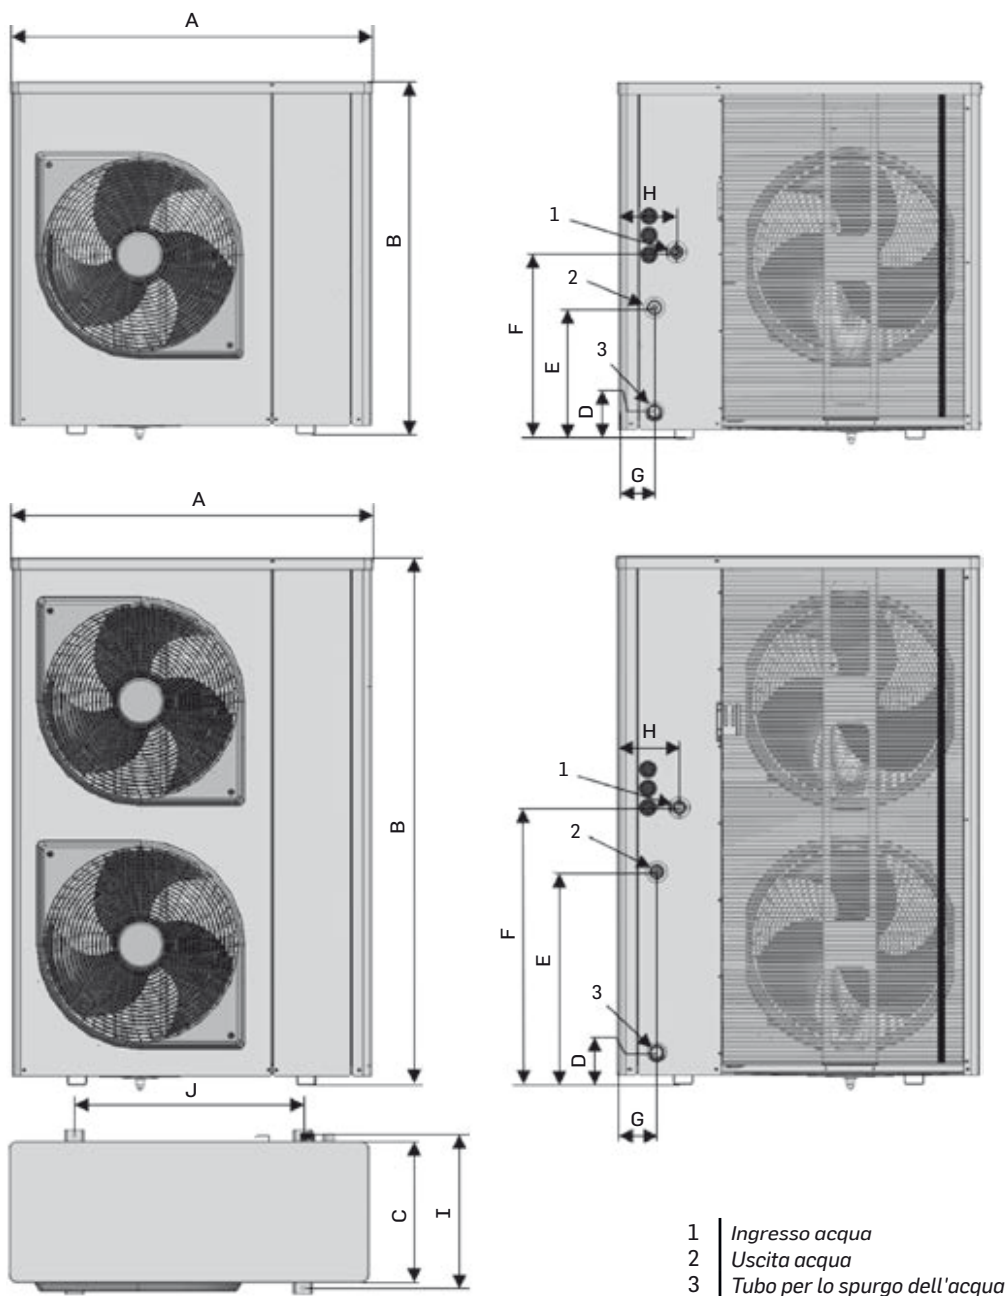 A
B
H
1
2
3
F
E
D
G
A
B
H
1
2
3
F
E
D
G
J
C
I
1 Ingresso acqua
2 Uscita acqua
3 Tubo per lo spurgo dell'acqua